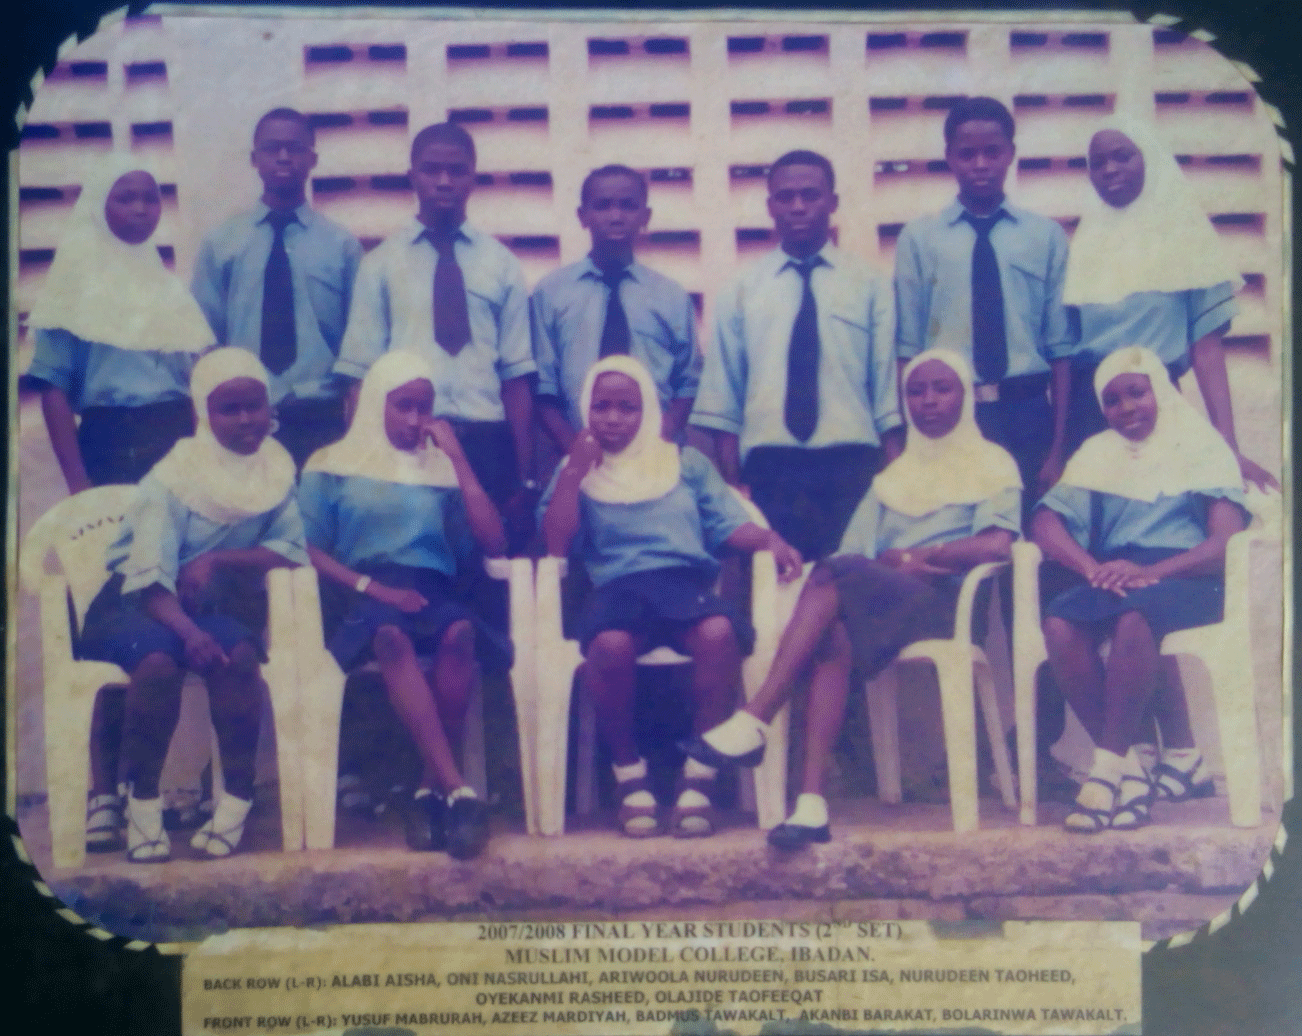 2007/2008 FINAL YEAR STUDENTS (2ND SET)
MUSLIM MODEL COLLEGE, IBADAN.
BACK ROW (L-R): ALABI AISHA, ONI NASRULLAHI, ARIWOOLA NURUDEEN, BUSARI ISA, NURUDEEN TAOHEED,
OYEKANMI RASHEED, OLAJIDE TAOFEEQAT
FRONT ROW (L-R): YUSUF MABRURAH, AZEEZ MARDIYAH, BADMUS TAWAKALT, AKANBI BARAKAT, BOLARINWA TAWAKALT.